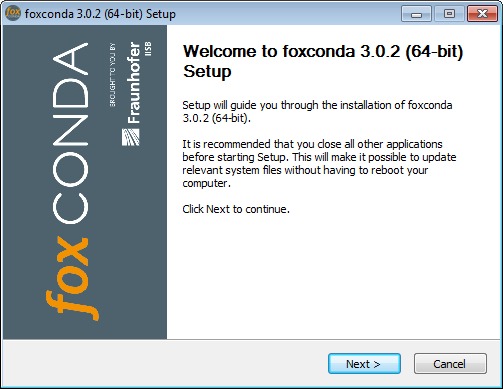 foxconda 3.0.2 (64-bit) Setup
fox CONDA
BROUGHT TO YOU BY
Fraunhofer
IISB
Welcome to foxconda 3.0.2 (64-bit)
Setup
Setup will guide you through the installation of foxconda
3.0.2 (64-bit).
It is recommended that you close all other applications
before starting Setup. This will make it possible to update
relevant system files without having to reboot your
computer.
Click Next to continue.
Next >
Cancel